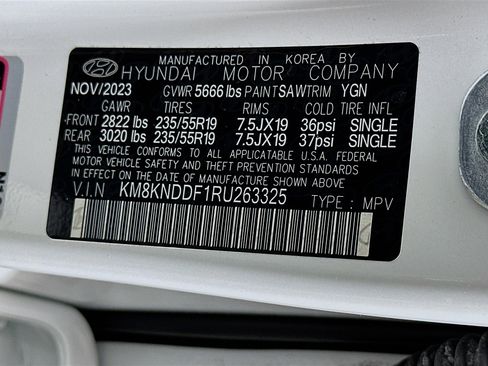 MANUFACTURED IN KOREA BY
HYUNDAI MOTOR COMPANY
NOV/2023 GVWR 5666 lbs PAINT SAW TRIM YGN
GAWR TIRES RIMS COLD TIRE INFL
FRONT 2822 lbs 235/55R19 7.5JX19 36psi SINGLE
REAR 3020 lbs 235/55R19 7.5JX19 37psi SINGLE
THIS VEHICLE CONFORMS TO ALL APPLICABLE U.S.A. FEDERAL
MOTOR VEHICLE SAFETY AND THEFT PREVENTION STANDARDS
IN EFFECT ON THE DATE OF MANUFACTURE SHOWN ABOVE.
V.I.N KM8KNDDF1RU263325 TYPE : MPV